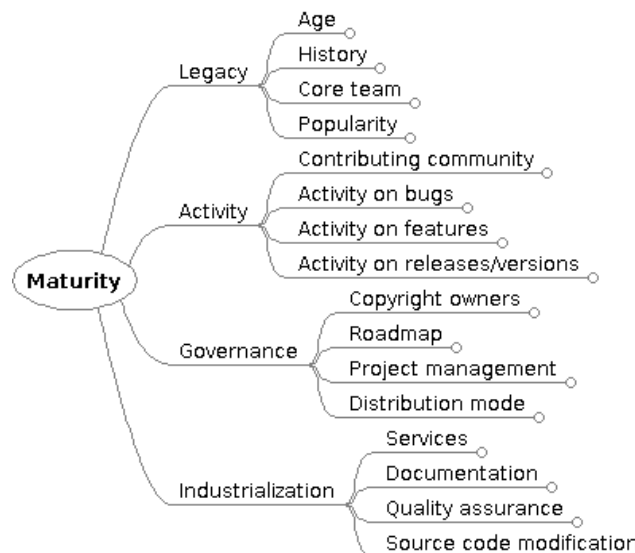 Maturity
Legacy
Age
History
Core team
Popularity
Activity
Contributing community
Activity on bugs
Activity on features
Activity on releases/versions
Governance
Copyright owners
Roadmap
Project management
Distribution mode
Industrialization
Services
Documentation
Quality assurance
Source code modification